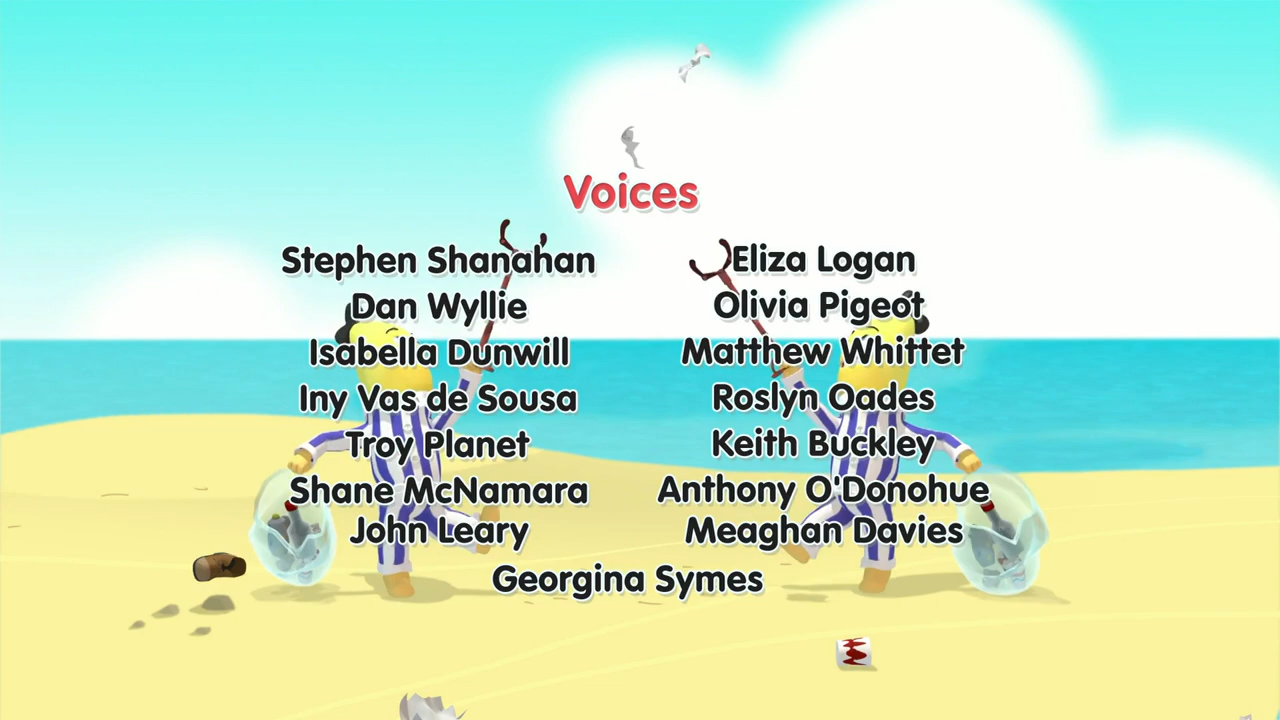 Voices
Stephen Shanahan
Eliza Logan
Dan Wyllie
Olivia Pigeot
Isabella Dunwill
Matthew Whittet
Iny Vas de Sousa
Roslyn Oades
Troy Planet
Keith Buckley
Shane McNamara
Anthony O'Donohue
John Leary
Meaghan Davies
Georgina Symes